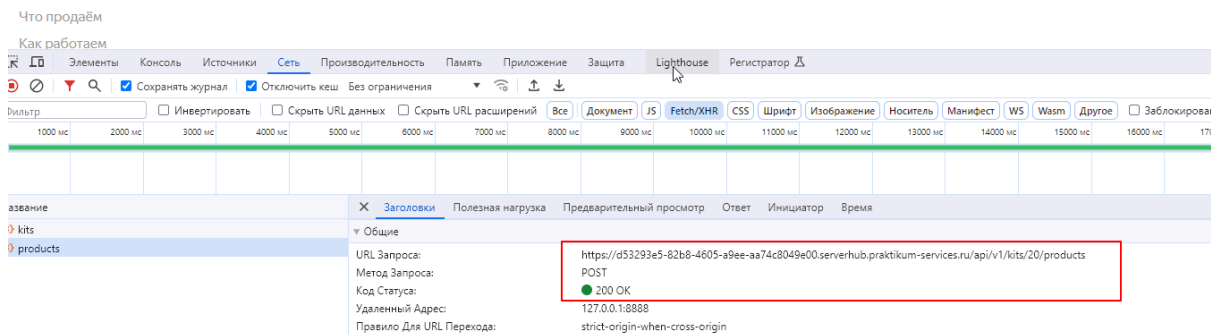 Что продаём
Как работаем
Элементы Консоль Источники Сеть Производительность Память Приложение Защита Lighthouse Регистратор
Сохранять журнал Отключить кеш Без ограничения
Фильтр Инвертировать Скрыть URL данных Скрыть URL расширений Все Документ JS Fetch/XHR CSS Шрифт Изображение Носитель Манифест WS Wasm Другое Заблокирован
1000 мс 2000 мс 3000 мс 4000 мс 5000 мс 6000 мс 7000 мс 8000 мс 9000 мс 10000 мс 11000 мс 12000 мс 13000 мс 14000 мс 15000 мс 16000 мс 17
азвание Заголовки Полезная нагрузка Предварительный просмотр Ответ Инициатор Время
kits Общие
products
URL Запроса: https://d53293e5-82b8-4605-a9ee-aa74c8049e00.serverhub.praktikum-services.ru/api/v1/kits/20/products
Метод Запроса: POST
Код Статуса: 200 OK
Удаленный Адрес: 127.0.0.1:8888
Правило Для URL Перехода: strict-origin-when-cross-origin